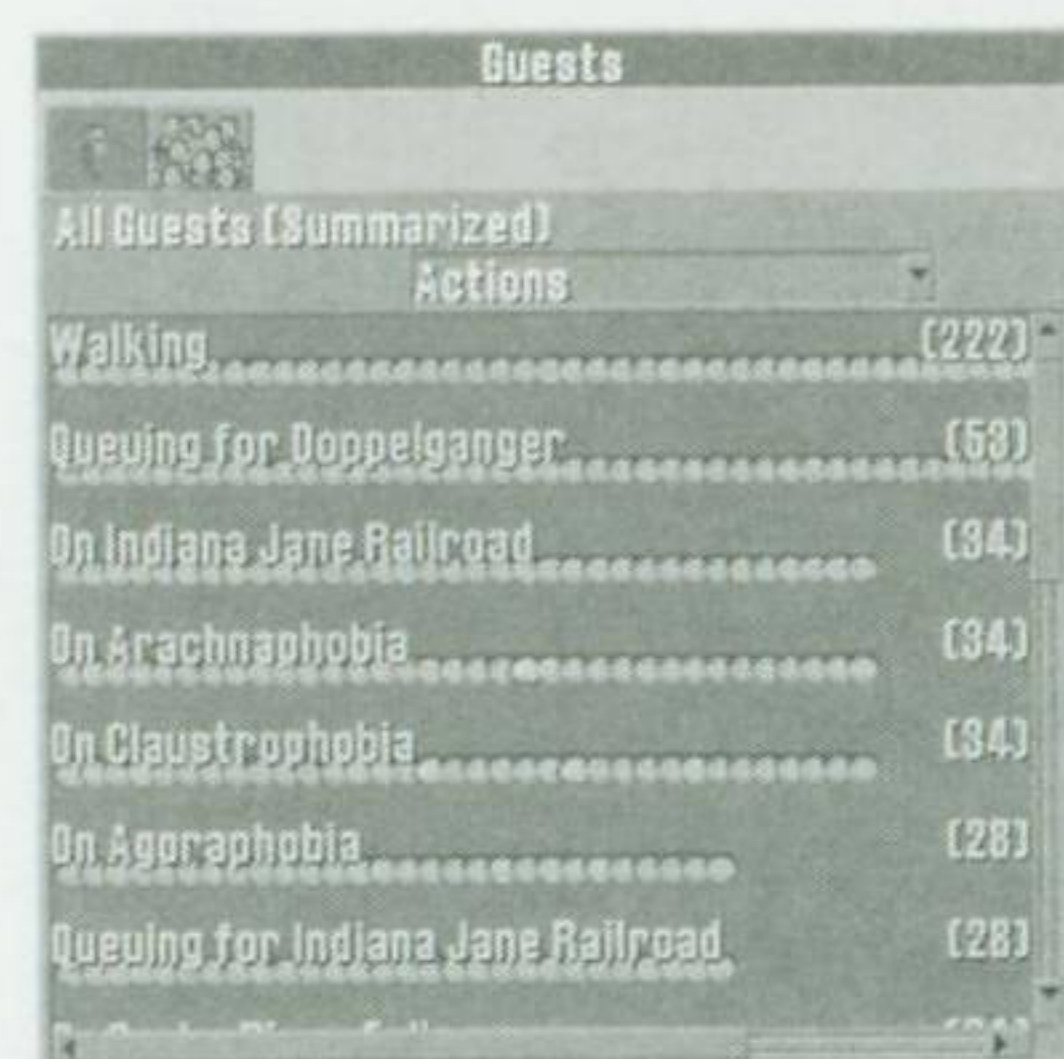 Guests
All Guests (Summarized)
Actions
Walking (222)
Queuing for Doppelganger (53)
On Indiana Jane Railroad (34)
On Arachnaphobia (34)
On Claustrophobia (34)
On Agoraphobia (28)
Queuing for Indiana Jane Railroad (28)